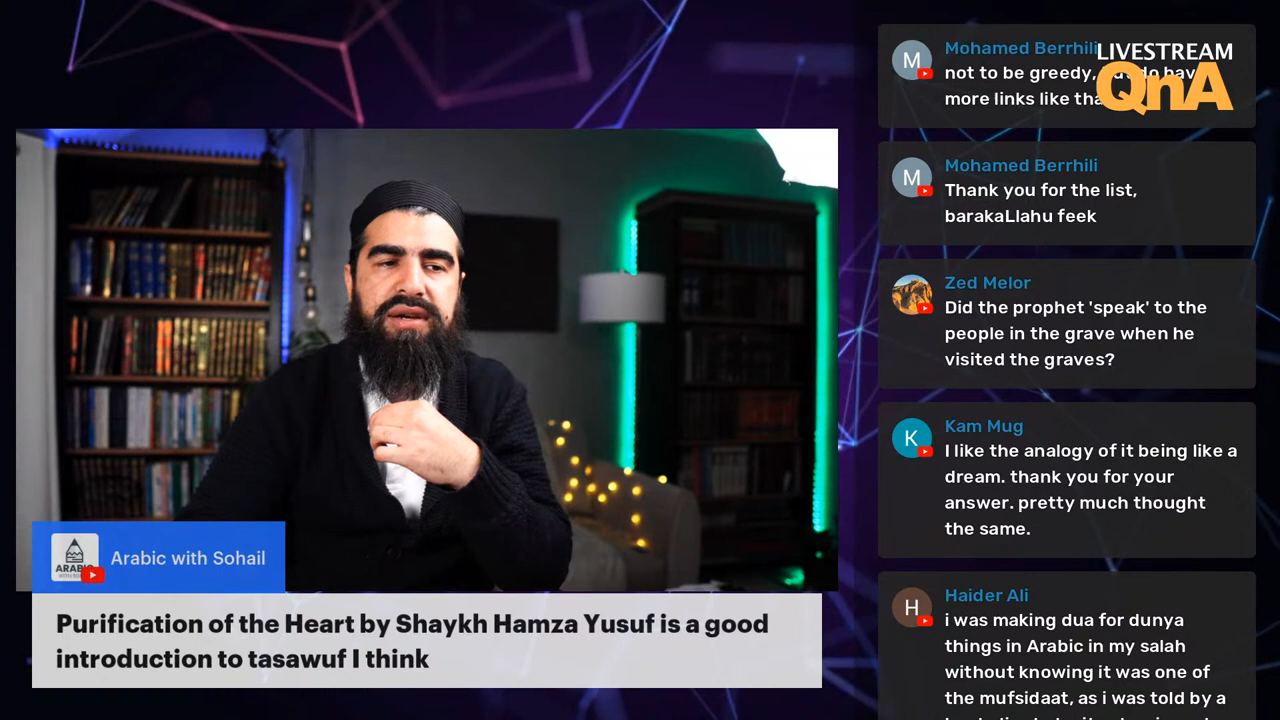 Mohamed Berrhili
not to be greedy, do hav
more links like tha
LIVESTREAM
QnA
Mohamed Berrhili
Thank you for the list,
barakaLlahu feek
Zed Melor
Did the prophet 'speak' to the
people in the grave when he
visited the graves?
Kam Mug
I like the analogy of it being like a
dream. thank you for your
answer. pretty much thought
the same.
Haider Ali
i was making dua for dunya
things in Arabic in my salah
without knowing it was one of
the mufsidaat, as i was told by a
M
M
K
H
ARABIC
Arabic with Sohail
Purification of the Heart by Shaykh Hamza Yusuf is a good
introduction to tasawuf I think